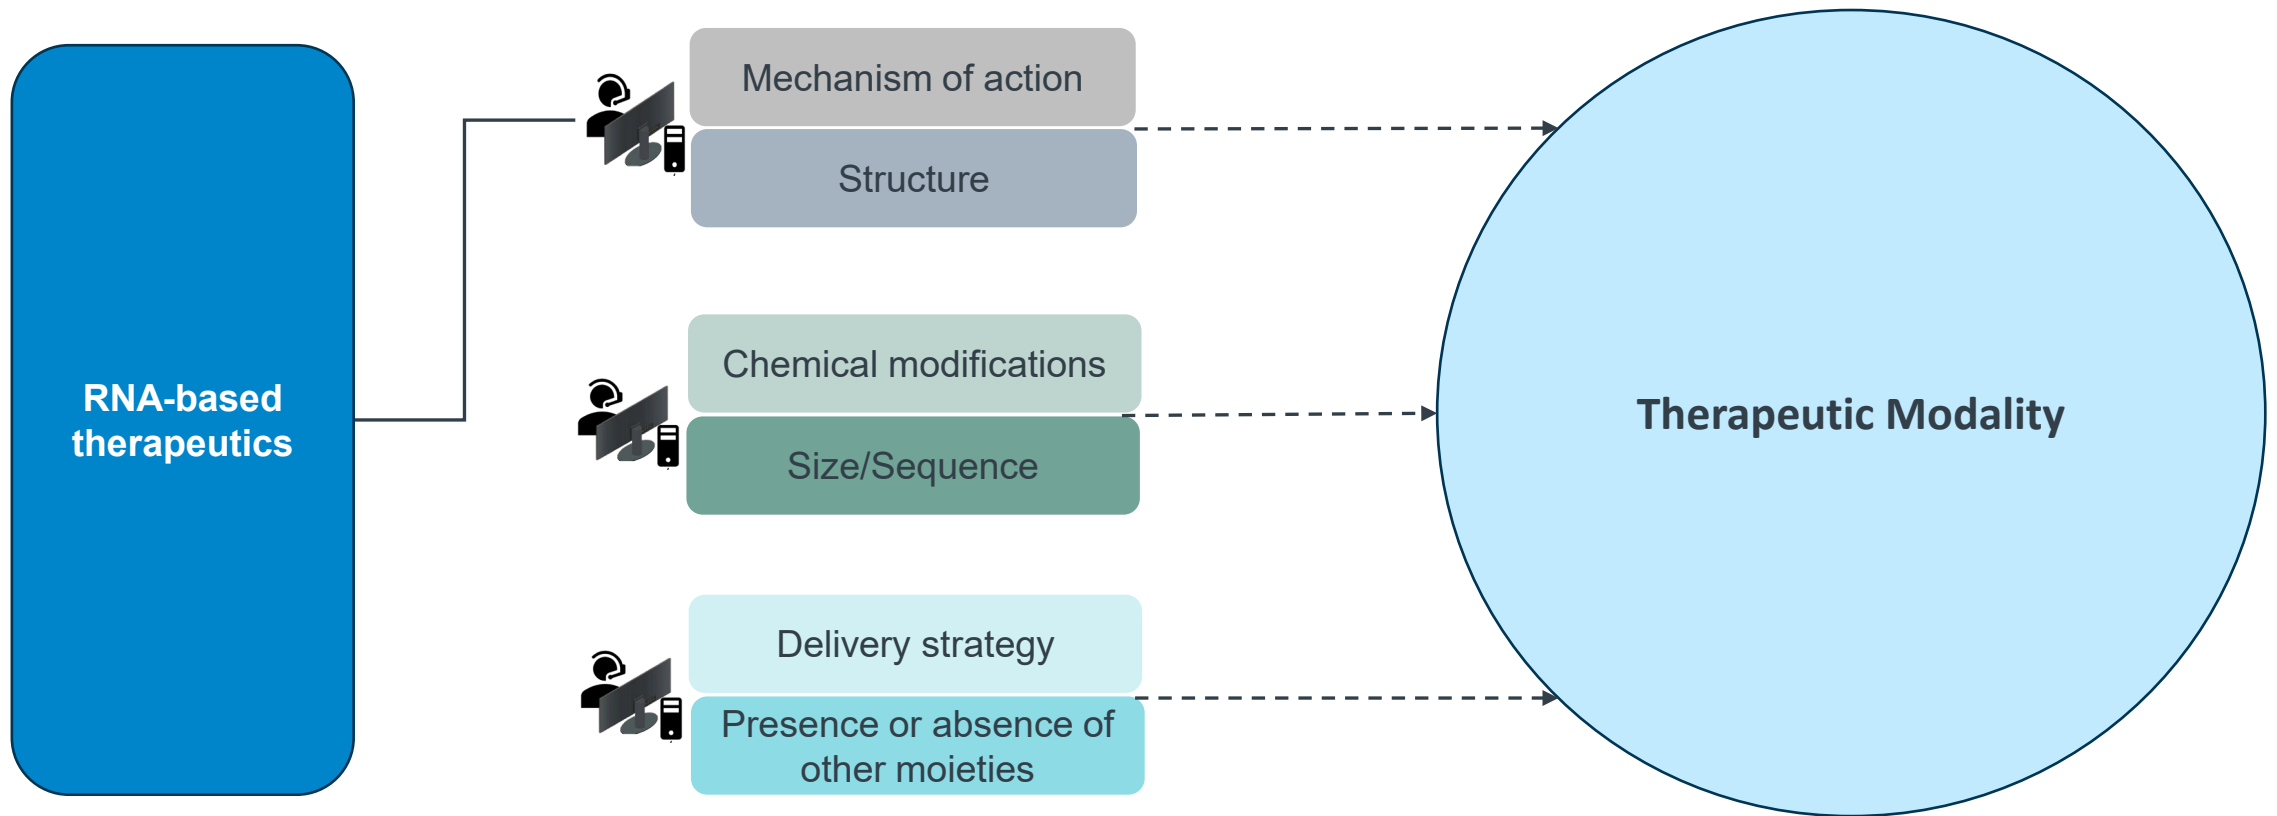 RNA-based
therapeutics
Mechanism of action
Structure
Chemical modifications
Size/Sequence
Delivery strategy
Presence or absence of
other moieties
Therapeutic Modality